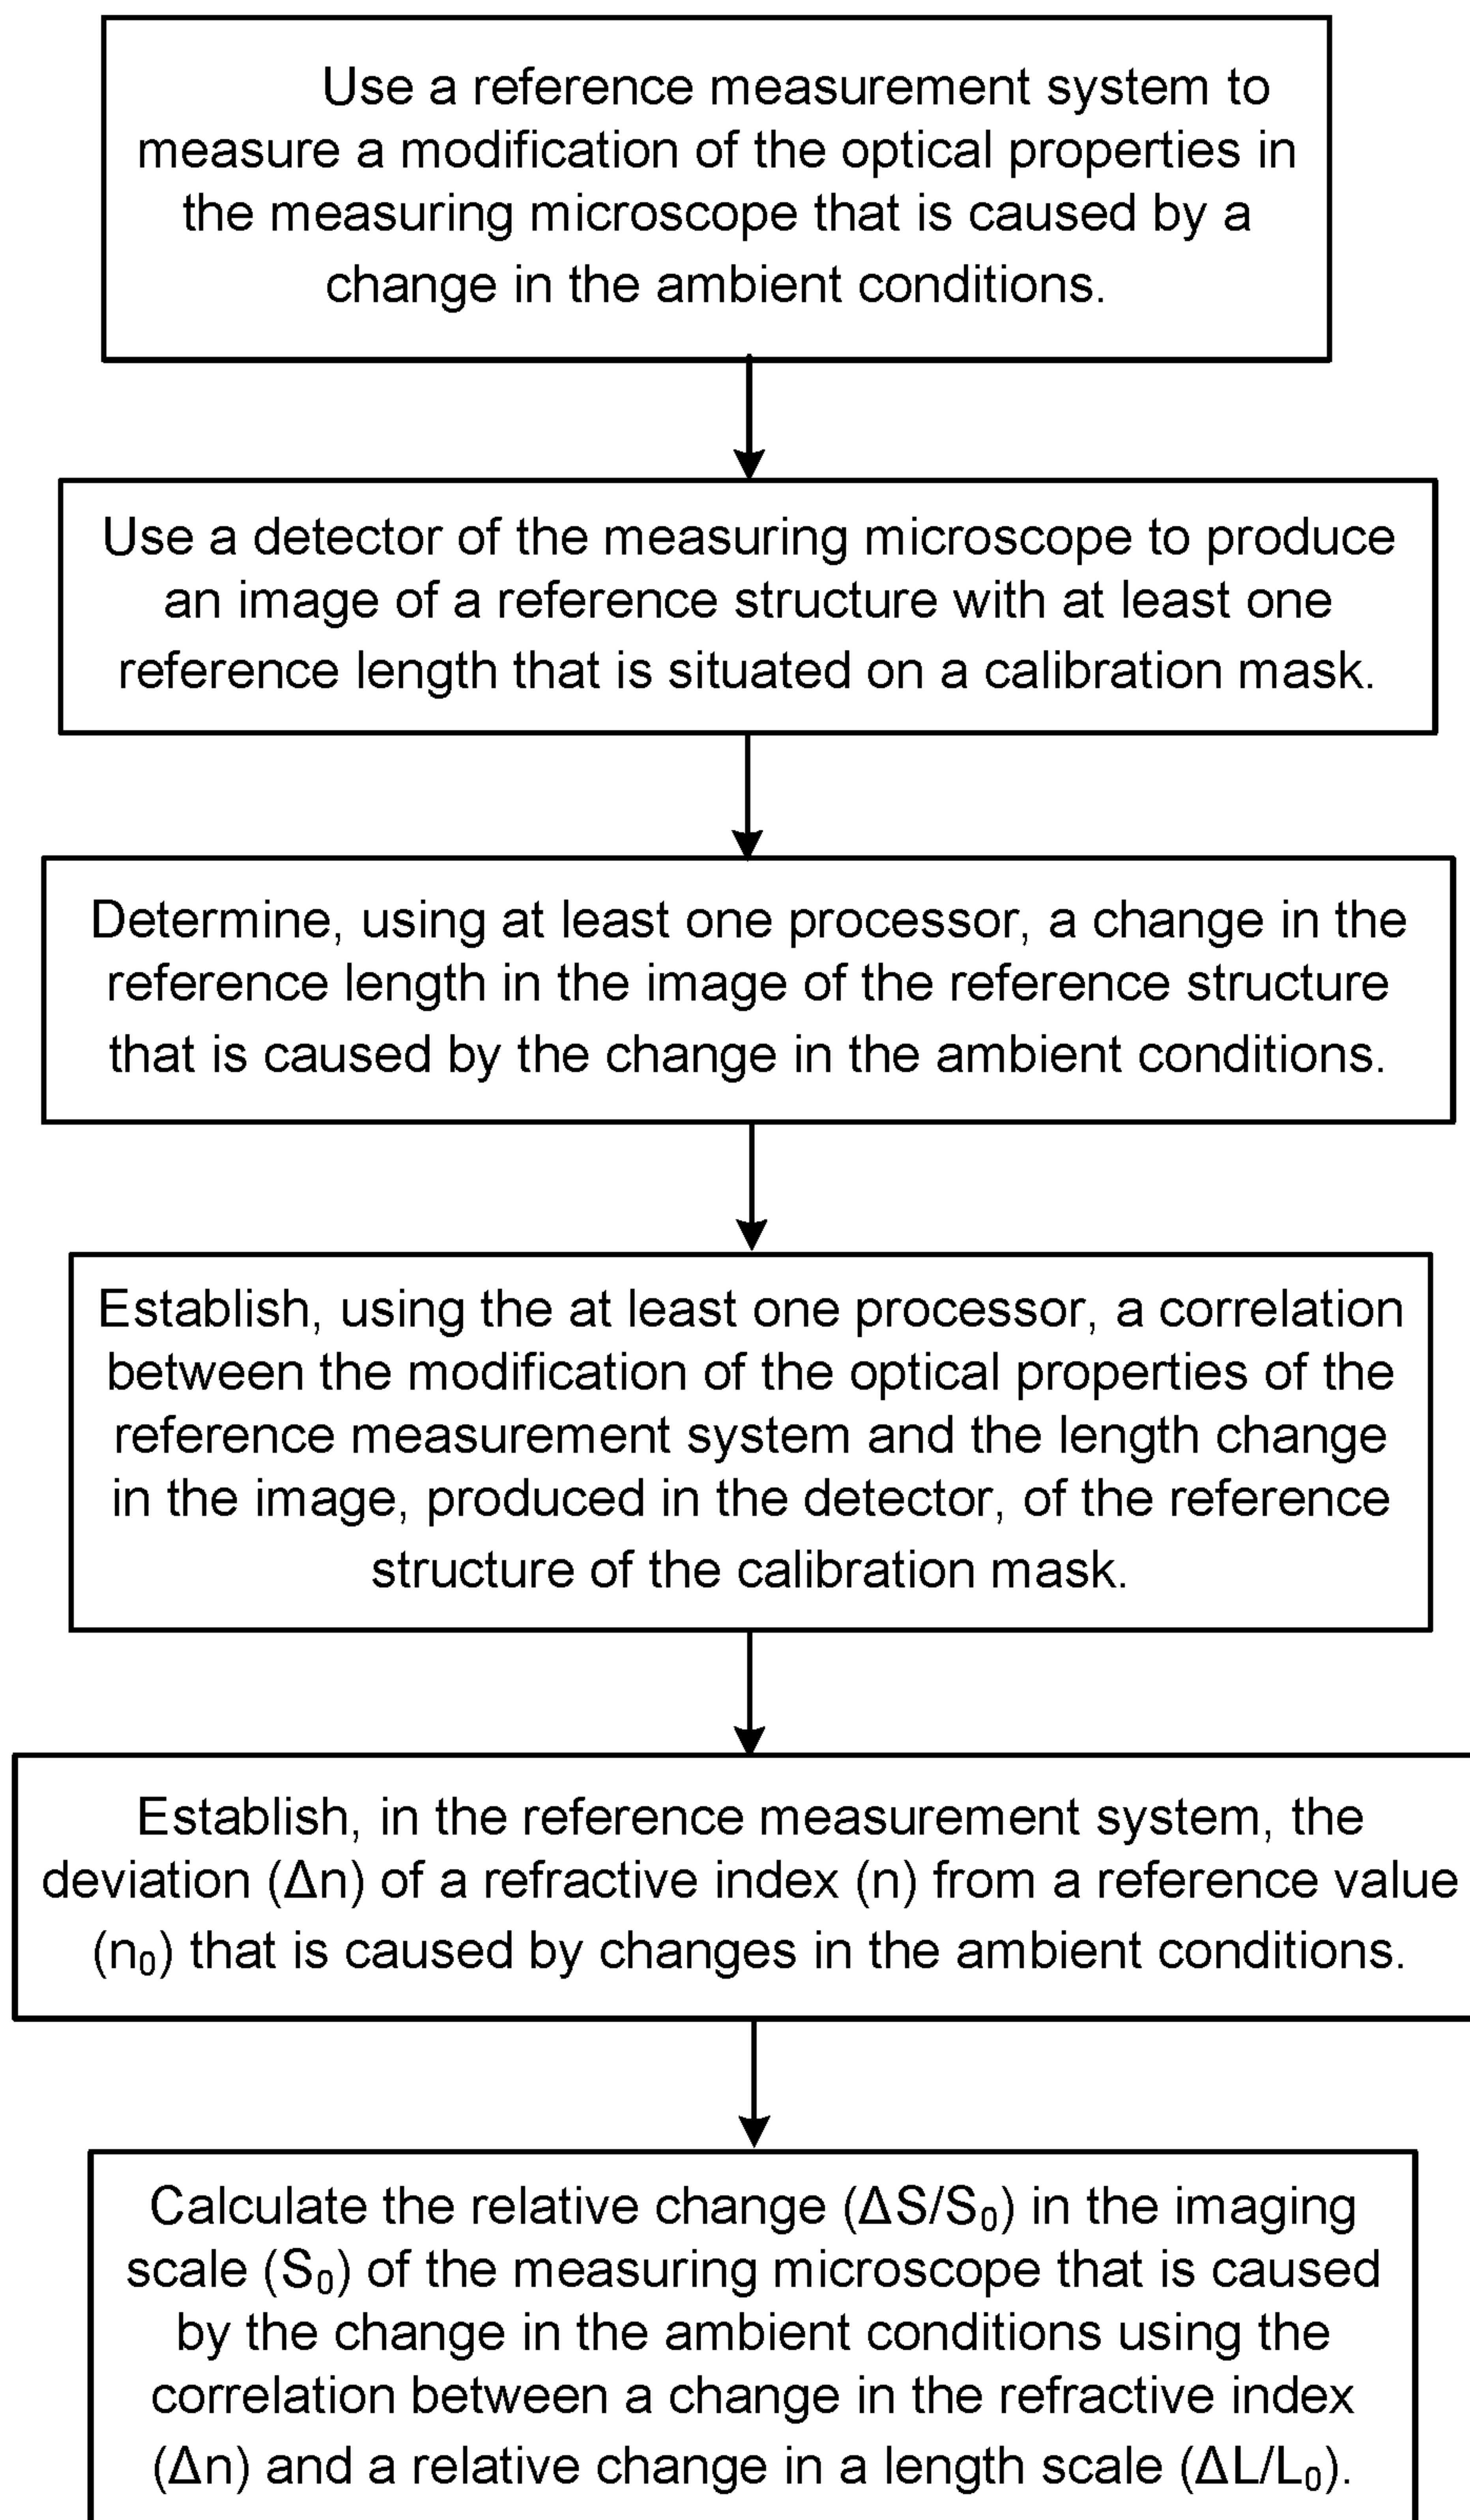 Use a reference measurement system to
measure a modification of the optical properties in
the measuring microscope that is caused by a
change in the ambient conditions.
Use a detector of the measuring microscope to produce
an image of a reference structure with at least one
reference length that is situated on a calibration mask.
Determine, using at least one processor, a change in the
reference length in the image of the reference structure
that is caused by the change in the ambient conditions.
Establish, using the at least one processor, a correlation
between the modification of the optical properties of the
reference measurement system and the length change
in the image, produced in the detector, of the reference
structure of the calibration mask.
Establish, in the reference measurement system, the
deviation (Δn) of a refractive index (n) from a reference value
(n₀) that is caused by changes in the ambient conditions.
Calculate the relative change (ΔS/S₀) in the imaging
scale (S₀) of the measuring microscope that is caused
by the change in the ambient conditions using the
correlation between a change in the refractive index
(Δn) and a relative change in a length scale (ΔL/L₀).